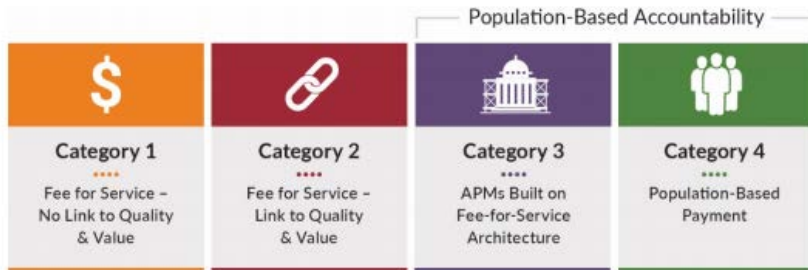 Population-Based Accountability
$
Category 1
Fee for Service –
No Link to Quality
& Value
Category 2
Fee for Service –
Link to Quality
& Value
Category 3
APMs Built on
Fee-for-Service
Architecture
Category 4
Population-Based
Payment